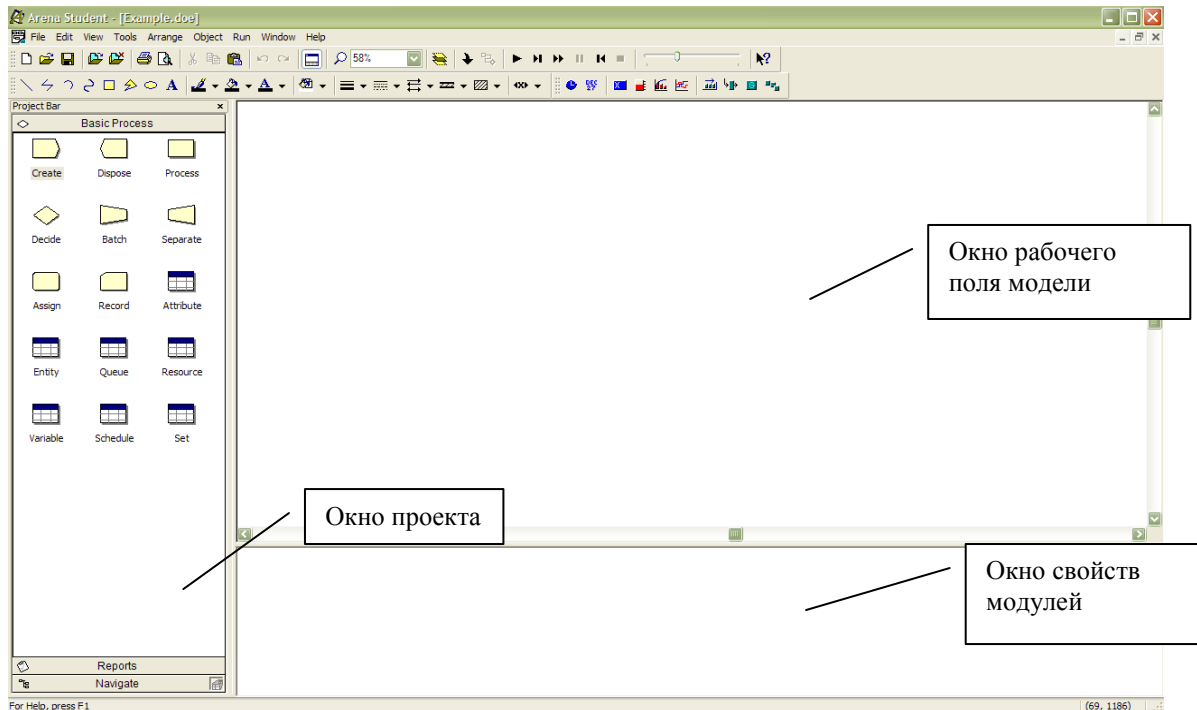 Arena Student - [Example.doe]
File Edit View Tools Arrange Object Run Window Help
58%
A A
Project Bar
Basic Process
Create Dispose Process
Decide Batch Separate
Assign Record Attribute
Entity Queue Resource
Variable Schedule Set
Окно рабочего
поля модели
Окно проекта
Окно свойств
модулей
Reports
Navigate
For Help, press F1 (69, 1186)